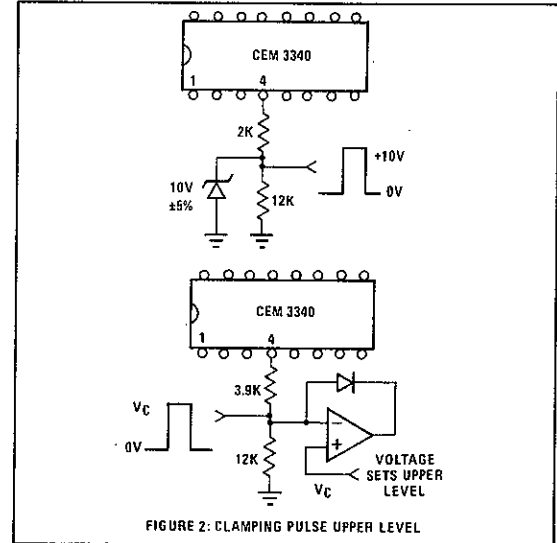 CEM 3340
1
4
2K
+10V
10V
±5%
12K
0V
CEM 3340
1
4
3.9K
VC
0V
12K
−
+
VOLTAGE
SETS UPPER
LEVEL
VC
FIGURE 2: CLAMPING PULSE UPPER LEVEL